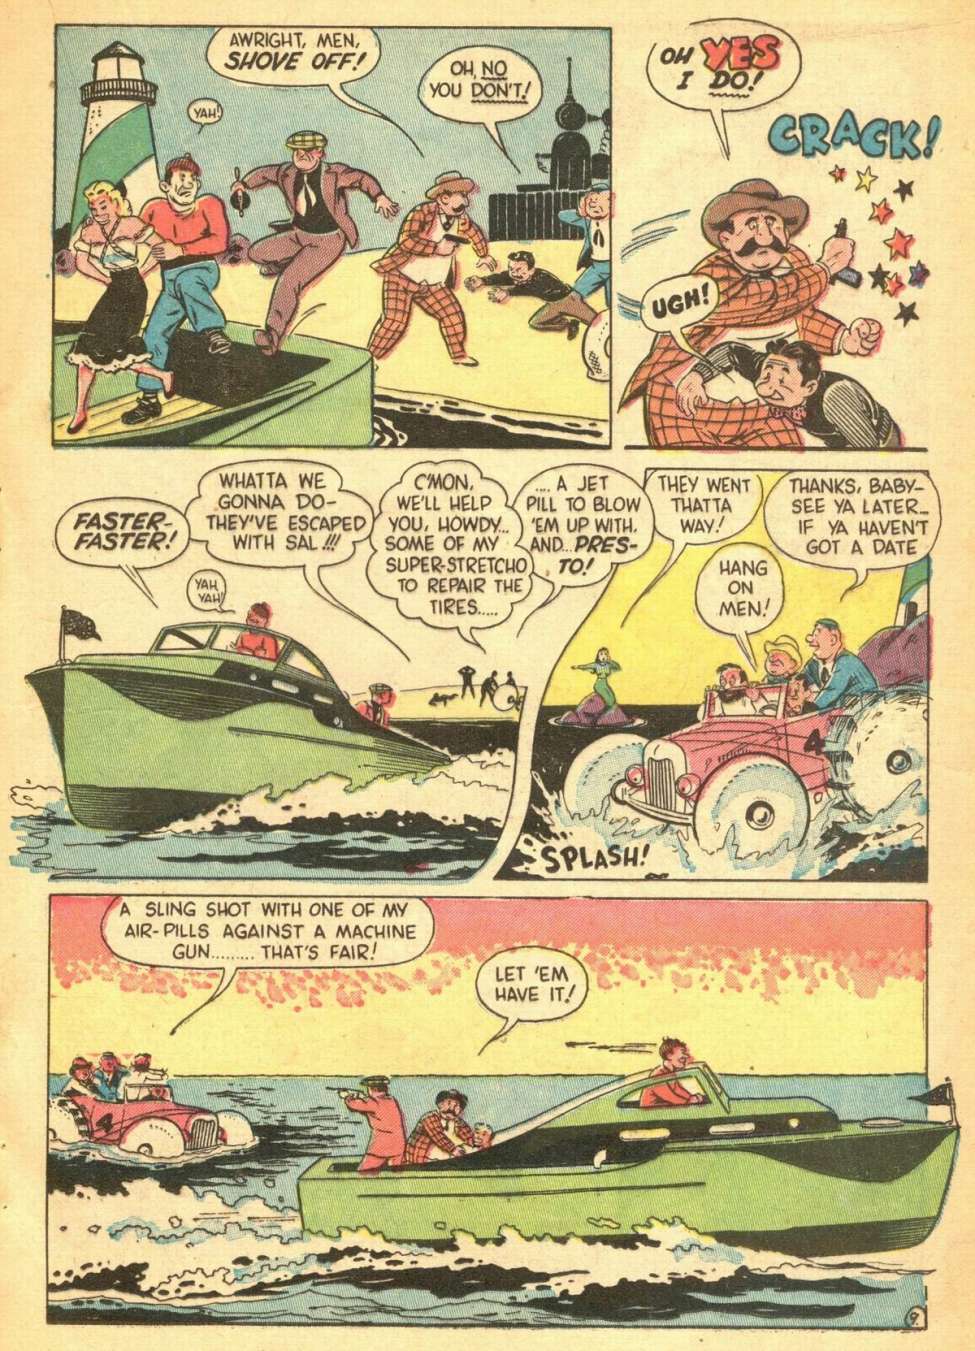 AWRIGHT, MEN,
SHOVE OFF!
YAH!
OH, NO
YOU DON'T!
OH YES
I DO!
CRACK!
UGH!
FASTER-
FASTER!
YAH,
YAH!
WHATTA WE
GONNA DO-
THEY'VE ESCAPED
WITH SAL!!!
C'MON,
WE'LL HELP
YOU, HOWDY..
SOME OF MY
SUPER-STRETCHO
TO REPAIR THE
TIRES.....
.... A JET
PILL TO BLOW
'EM UP WITH.
AND...PRES-
TO!
THEY WENT
THATTA
WAY!
HANG
ON
MEN!
THANKS, BABY-
SEE YA LATER_
IF YA HAVEN'T
GOT A DATE
4
SPLASH!
A SLING SHOT WITH ONE OF MY
AIR-PILLS AGAINST A MACHINE
GUN......... THAT'S FAIR!
LET 'EM
HAVE IT!
4
9.